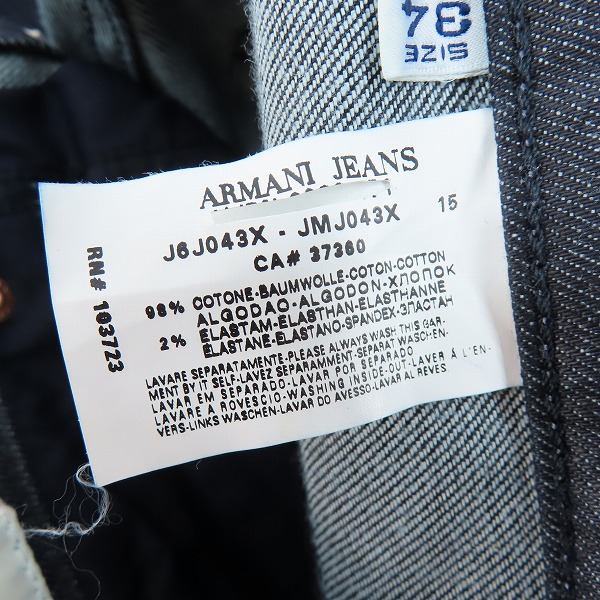 34
SIZE
ARMANI JEANS
J6J043X - JMJ043X 15
CA# 37360
RN# 103723
98% COTONE-BAUMWOLLE-COTON-COTTON
ALGODAO-ALGODON-ХЛОПОК
2% ELASTAM-ELASTHAN-ELASTHANNE
ELASTANE-ELASTANO-SPANDEX-ЭЛАСТАН
LAVARE SEPARATAMENTE-PLEASE ALWAYS WASH THIS GAR-
MENT BY IT SELF-LAVEZ SEPARAMMENT-SEPARAT WASCHEN-
LAVAR EM SEPARADO-LAVAR POR SEPARADO
LAVARE A ROVESCIO-WASHING INSIDE-OUT-LAVER A L'EN-
VERS-LINKS WASCHEN-LAVAR DO AVESSO-LAVAR AL REVES.